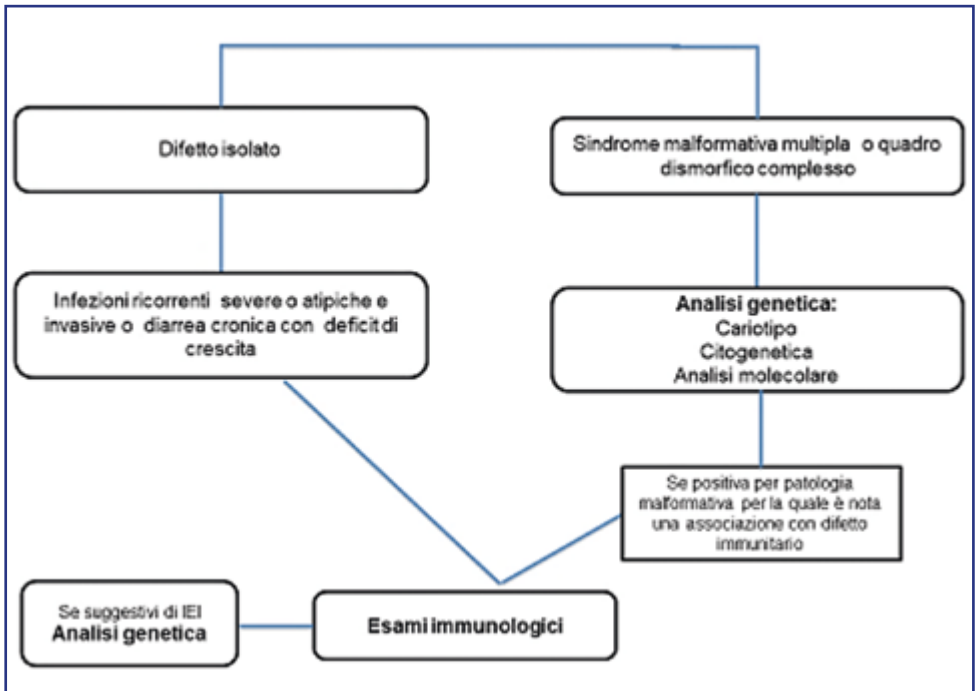 Difetto isolato
Sindrome malformativa multipla o quadro
dismorfico complesso
Infezioni ricorrenti severe o atipiche e
invasive o diarrea cronica con deficit di
crescita
Analisi genetica:
Cariotipo
Citogenetica
Analisi molecolare
Se positiva per patologia
malformativa per la quale è nota
una associazione con difetto
immunitario
Se suggestivi di IEI
Analisi genetica
Esami immunologici